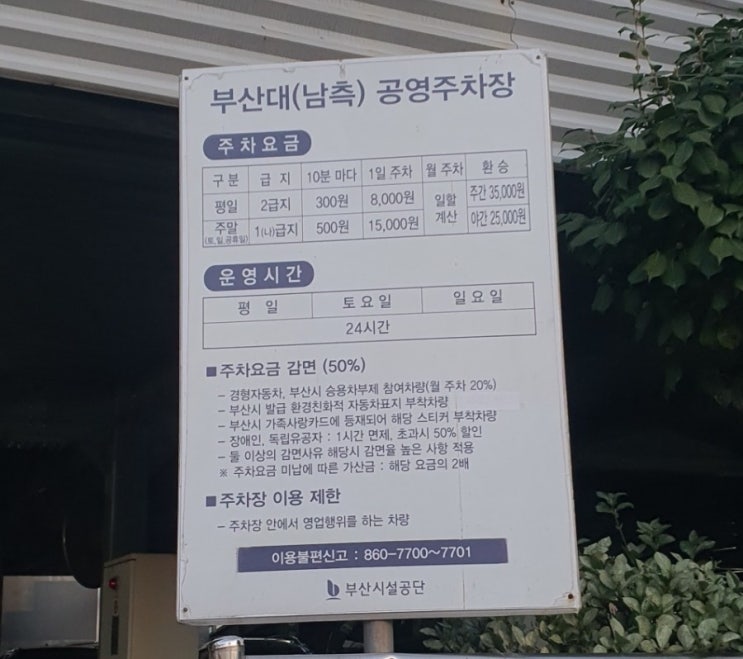 부산대(남측) 공영주차장
주차요금
구분 급지 10분 마다 1일 주차 월 주차 환승
평일 2급지 300원 8,000원 일할 계산 주간 35,000원
주말 (토,일,공휴일) 1(나)급지 500원 15,000원 야간 25,000원
운영시간
평일 토요일 일요일
24시간
■주차요금 감면 (50%)
- 경형자동차, 부산시 승용차부제 참여차량(월 주차 20%)
- 부산시 발급 환경친화적 자동차표지 부착차량
- 부산시 가족사랑카드에 등재되어 해당 스티커 부착차량
- 장애인, 독립유공자 : 1시간 면제, 초과시 50% 할인
- 둘 이상의 감면사유 해당시 감면율 높은 사항 적용
※ 주차요금 미납에 따른 가산금 : 해당 요금의 2배
■주차장 이용 제한
- 주차장 안에서 영업행위를 하는 차량
이용불편신고 : 860-7700~7701
부산시설공단